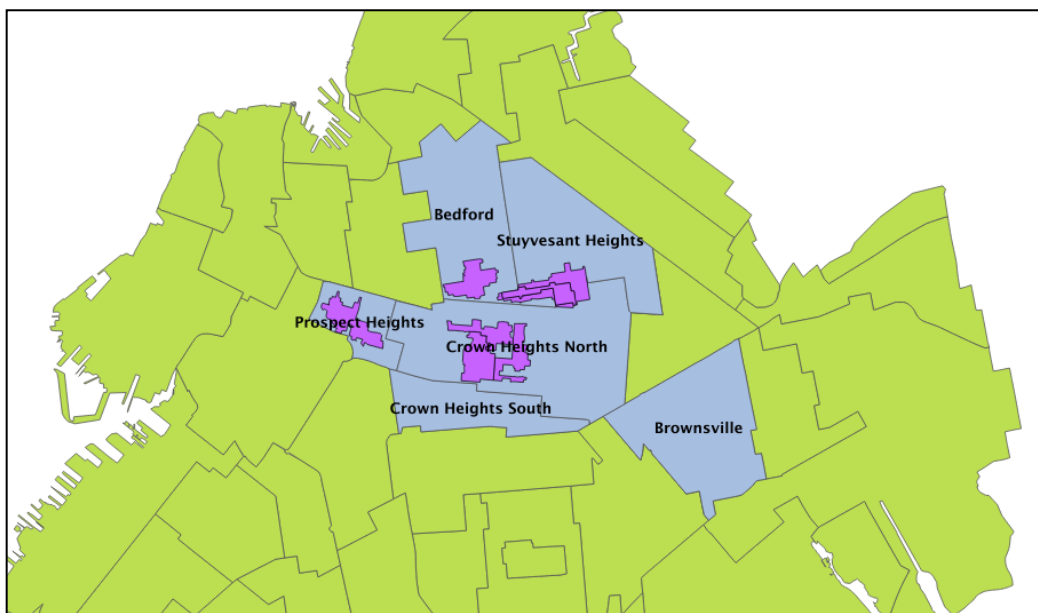 Bedford
Stuyvesant Heights
Prospect Heights
Crown Heights North
Crown Heights South
Brownsville